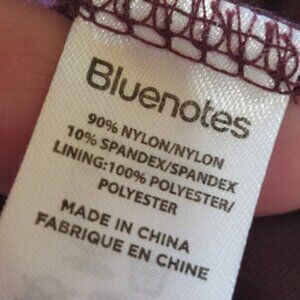 Bluenotes
90% NYLON/NYLON
10% SPANDEX/SPANDEX
LINING:100% POLYESTER/
POLYESTER
MADE IN CHINA
FABRIQUE EN CHINE